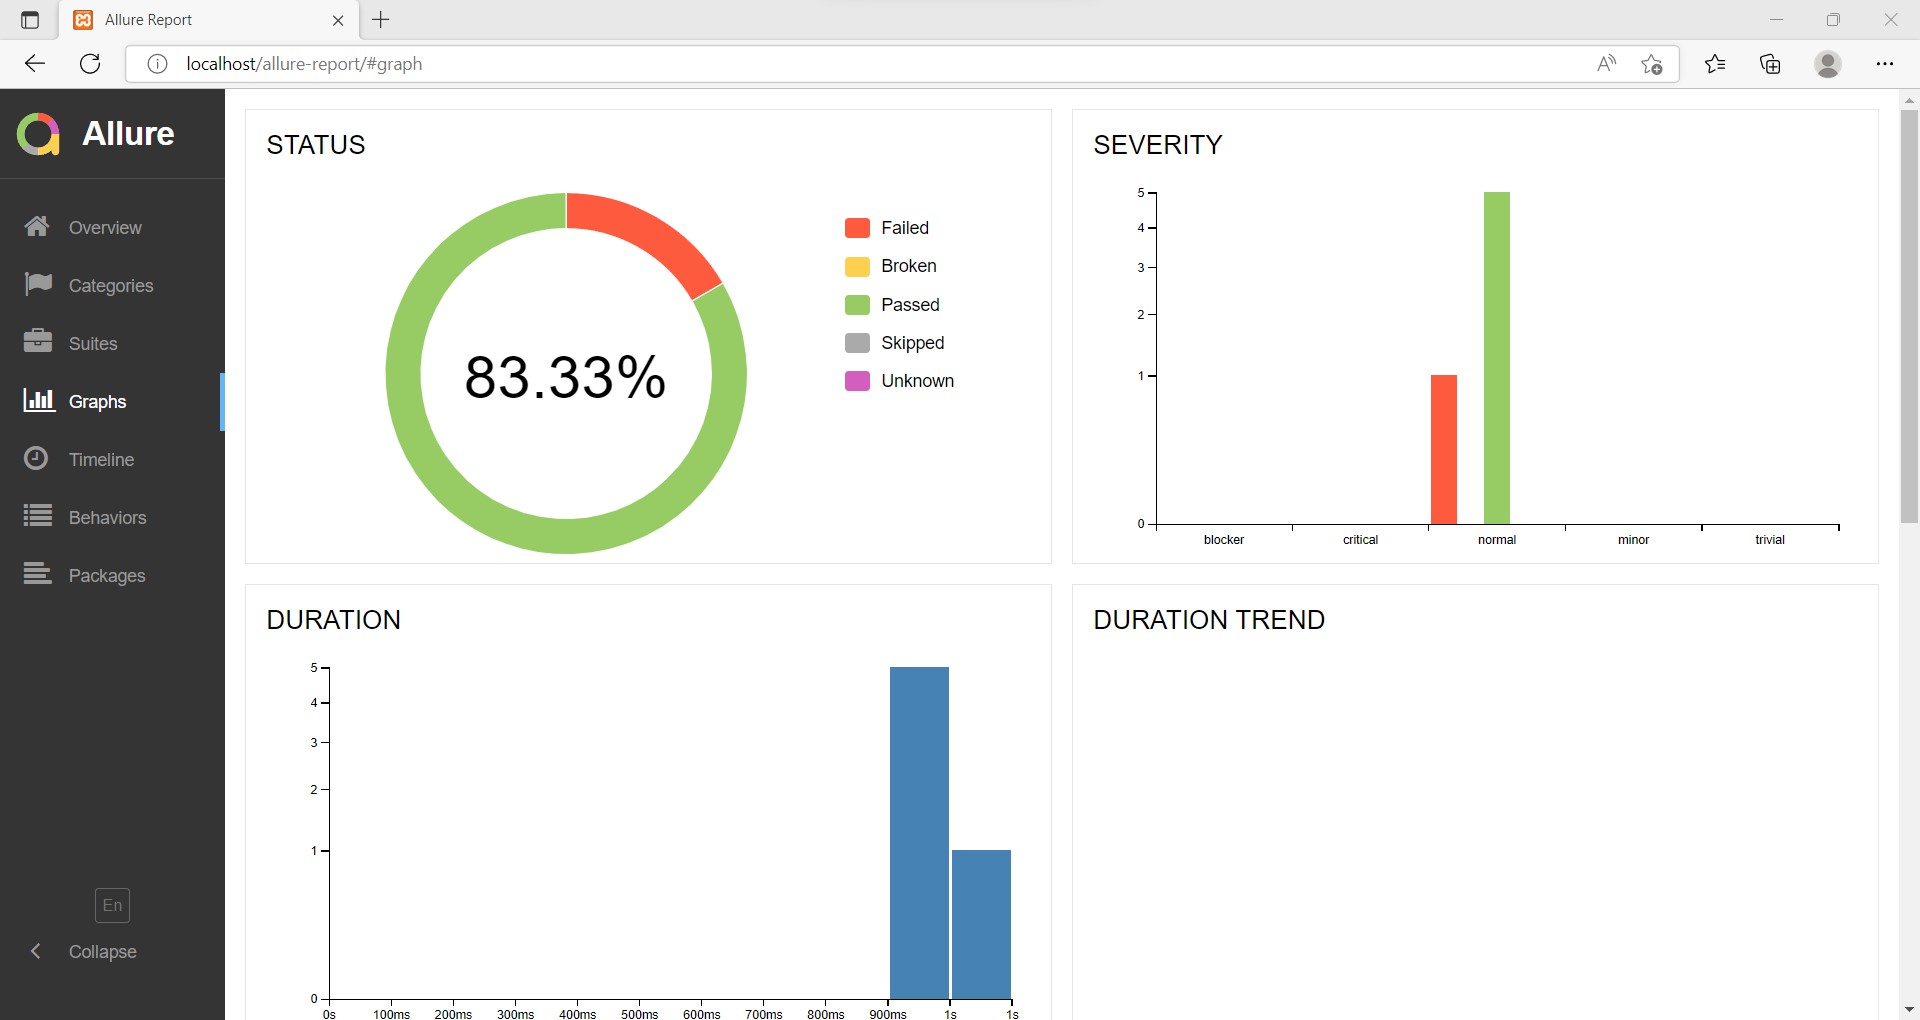 Allure Report
localhost/allure-report/#graph
Allure
Overview
Categories
Suites
Graphs
Timeline
Behaviors
Packages
En
Collapse
STATUS
83.33%
Failed
Broken
Passed
Skipped
Unknown
SEVERITY
5
4
3
2
1
0
blocker critical normal minor trivial
DURATION
5
4
3
2
1
0
0s 100ms 200ms 300ms 400ms 500ms 600ms 700ms 800ms 900ms 1s 1s
DURATION TREND